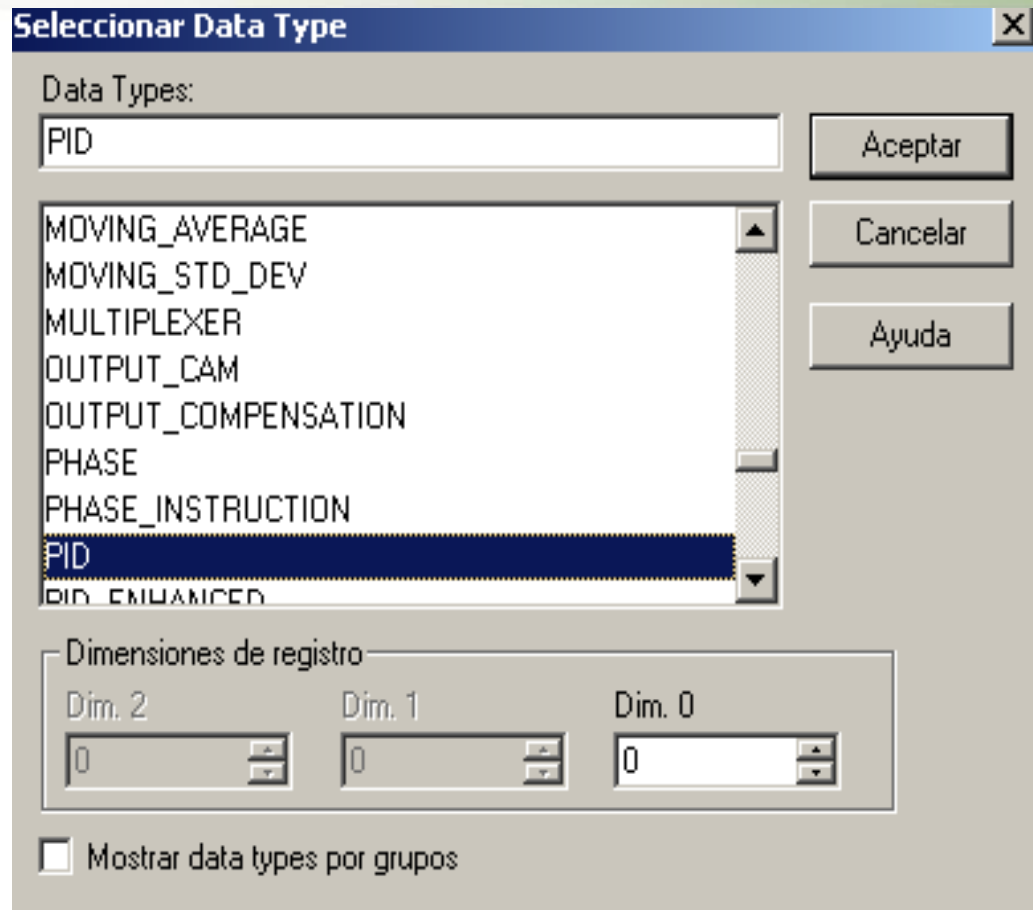 Seleccionar Data Type
Data Types:
PID
Aceptar
MOVING_AVERAGE
MOVING_STD_DEV
MULTIPLEXER
OUTPUT_CAM
OUTPUT_COMPENSATION
PHASE
PHASE_INSTRUCTION
PID
PID_ENHANCED
Cancelar
Ayuda
Dimensiones de registro
Dim. 2 Dim. 1 Dim. 0
0 0 0
Mostrar data types por grupos